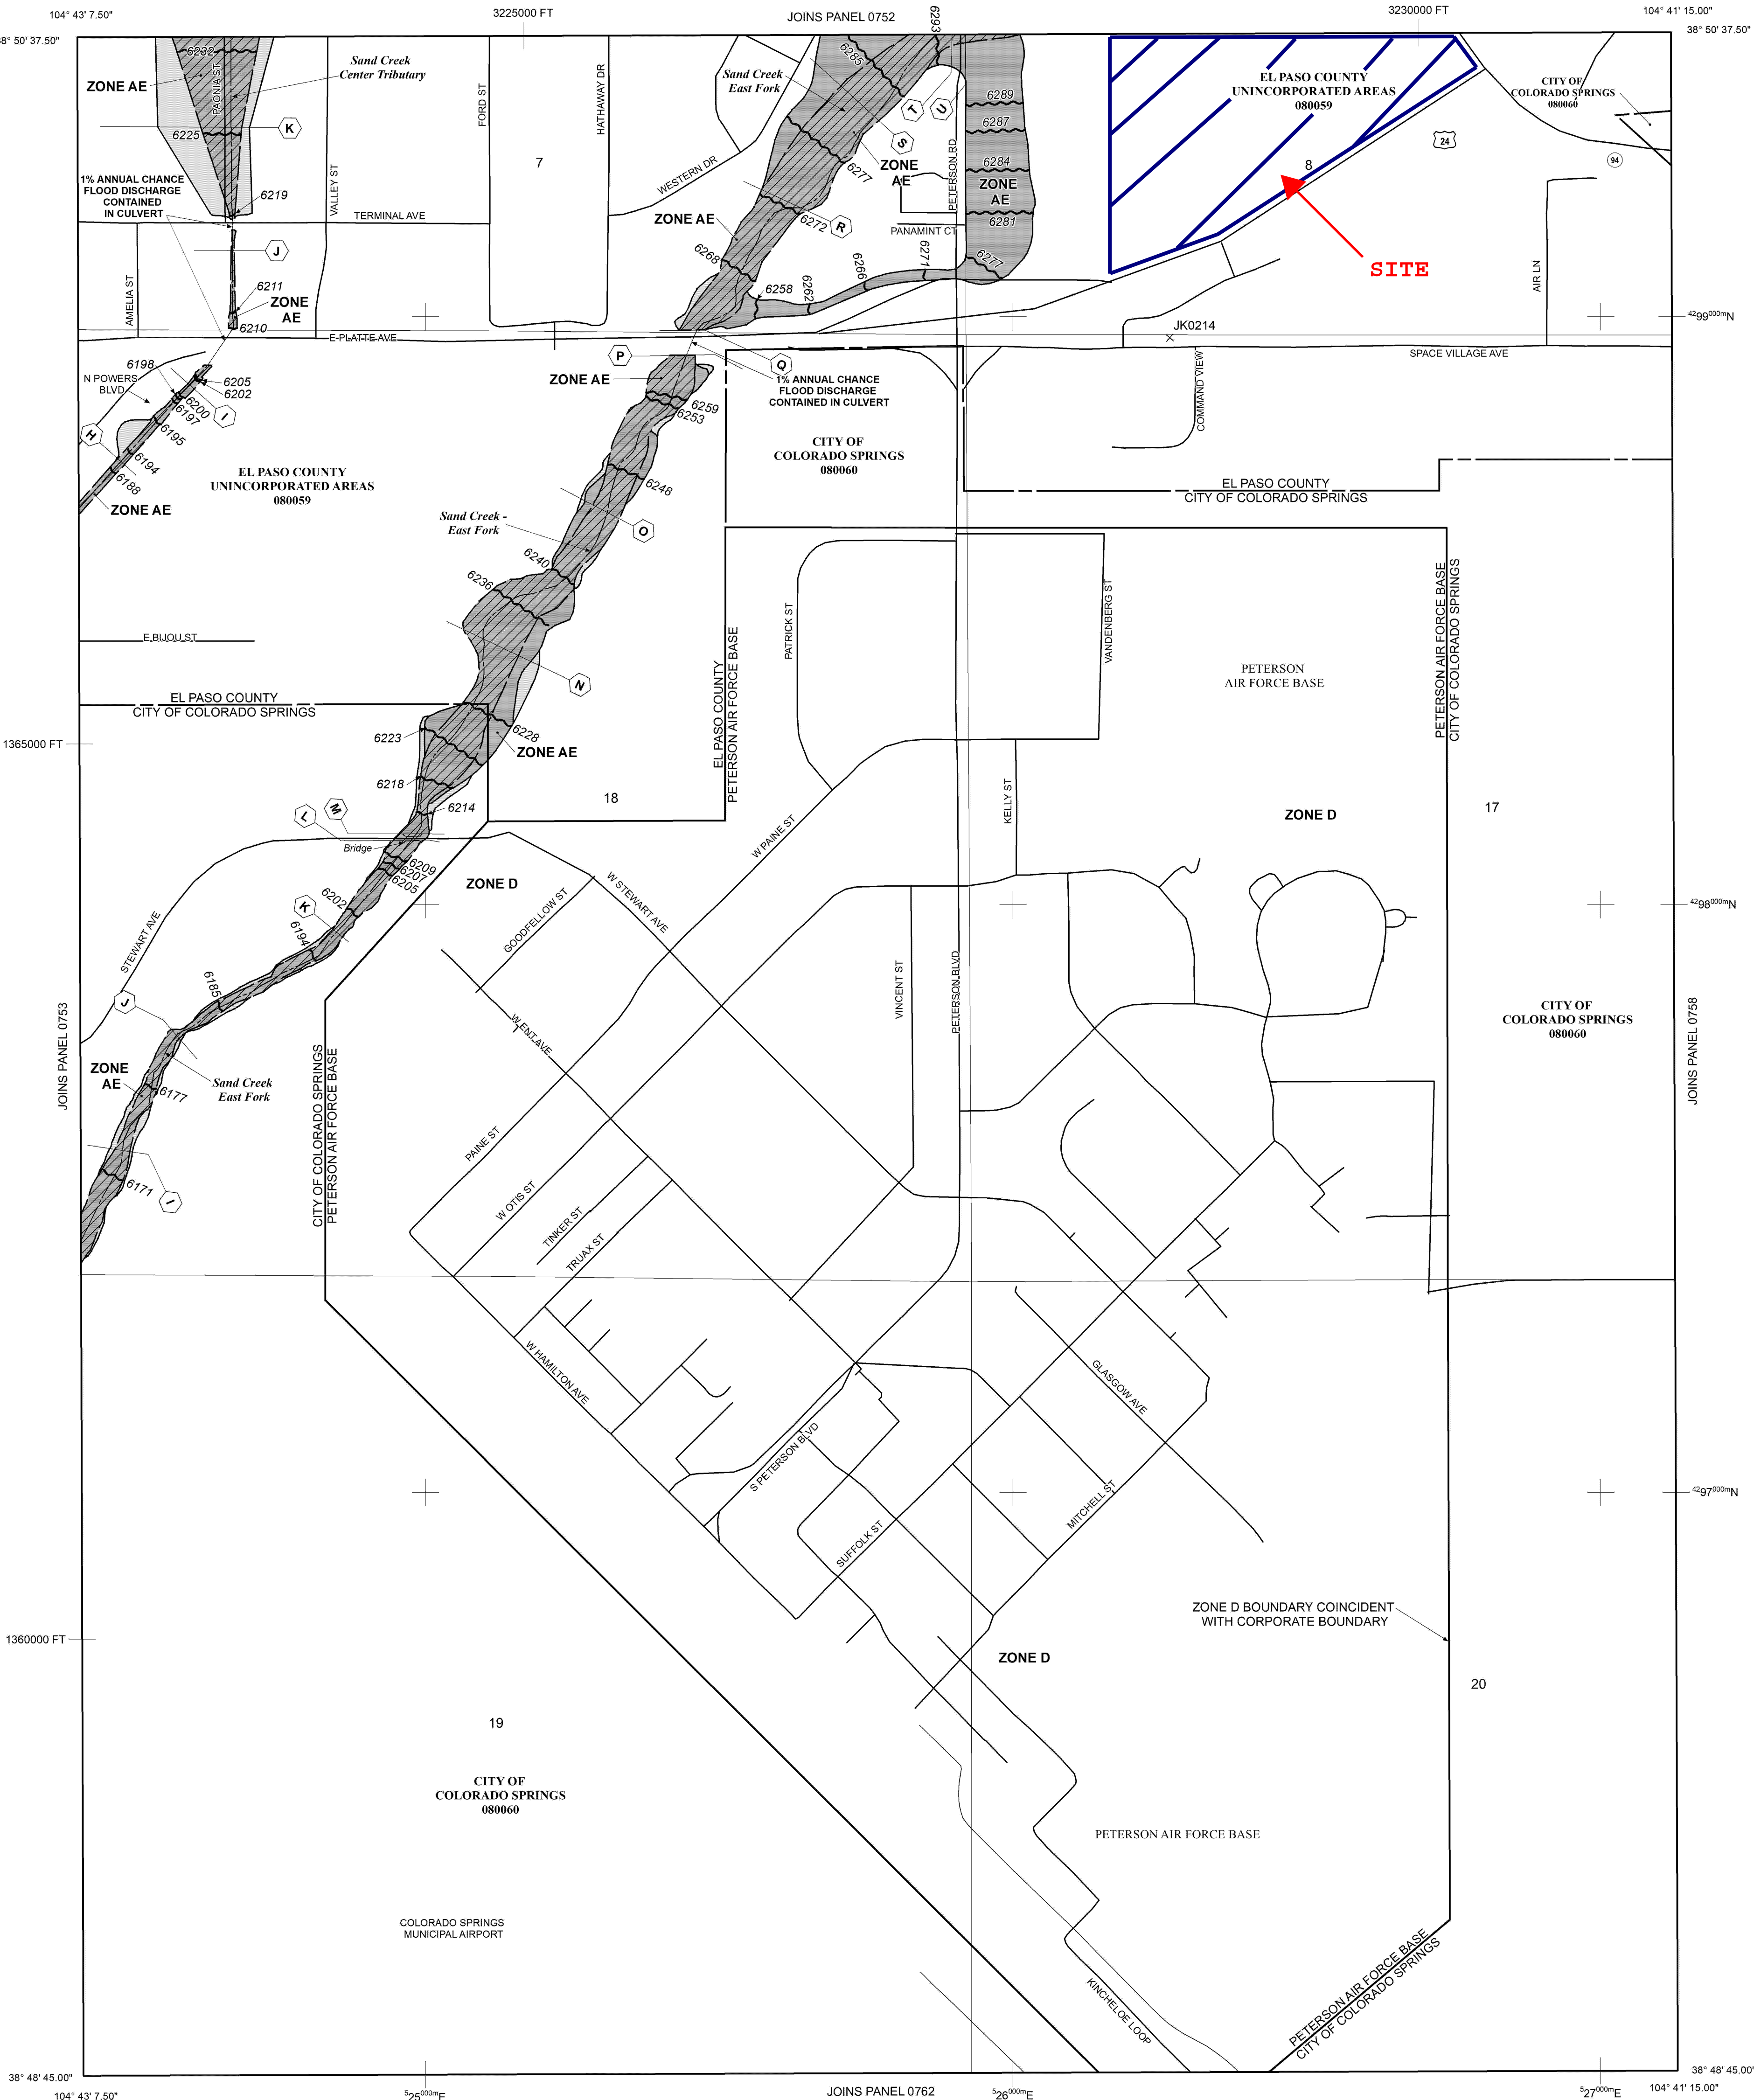 104° 43' 7.50"
3225000 FT
JOINS PANEL 0752
3230000 FT
104° 41' 15.00"
8° 50' 37.50"
38° 50' 37.50"
6232
PAONIA ST
ZONE AE
Sand Creek
Center Tributary
K
6225
1% ANNUAL CHANCE
FLOOD DISCHARGE
CONTAINED
IN CULVERT
6219
VALLEY ST
TERMINAL AVE
FORD ST
HATHAWAY DR
7
J
AMELIA ST
6211
ZONE
AE
6210
E PLATTE AVE
WESTERN DR
Sand Creek
East Fork
6285
6293
T
U
S
ZONE
AE
6277
PETERSON RD
6289
6287
6284
ZONE
AE
6281
6277
ZONE AE
6272
R
PANAMINT CT
6268
6258
6262
6266
6271
EL PASO COUNTY
UNINCORPORATED AREAS
080059
8
SITE
CITY OF
COLORADO SPRINGS
080060
24
94
AIR LN
JK0214
4299000mN
SPACE VILLAGE AVE
COMMAND VIEW
P
Q
1% ANNUAL CHANCE
FLOOD DISCHARGE
CONTAINED IN CULVERT
ZONE AE
6259
6253
6198
N POWERS
BLVD
6205
6202
6200
6197
I
6195
H
6194
6188
ZONE AE
EL PASO COUNTY
UNINCORPORATED AREAS
080059
CITY OF
COLORADO SPRINGS
080060
6248
O
Sand Creek -
East Fork
6240
6236
EL PASO COUNTY
CITY OF COLORADO SPRINGS
E BIJOU ST
N
EL PASO COUNTY
CITY OF COLORADO SPRINGS
6223
6228
ZONE AE
6218
6214
M
L
Bridge
6209
6207
6205
18
EL PASO COUNTY
PETERSON AIR FORCE BASE
PATRICK ST
VANDENBERG ST
PETERSON
AIR FORCE BASE
PETERSON AIR FORCE BASE
CITY OF COLORADO SPRINGS
1365000 FT
KELLY ST
ZONE D
17
W PAINE ST
ZONE D
GOODFELLOW ST
W STEWART AVE
K
6202
6194
STEWART AVE
6185
J
4298000mN
VINCENT ST
PETERSON BLVD
CITY OF
COLORADO SPRINGS
080060
JOINS PANEL 0753
JOINS PANEL 0758
W ENT AVE
ZONE
AE
Sand Creek
East Fork
6177
CITY OF COLORADO SPRINGS
PETERSON AIR FORCE BASE
PAINE ST
6171
I
W OTIS ST
TINKER ST
TRUAX ST
W HAMILTON AVE
GLASGOW AVE
S PETERSON BLVD
MITCHELL ST
SUFFOLK ST
4297000mN
ZONE D BOUNDARY COINCIDENT
WITH CORPORATE BOUNDARY
1360000 FT
ZONE D
20
19
CITY OF
COLORADO SPRINGS
080060
PETERSON AIR FORCE BASE
COLORADO SPRINGS
MUNICIPAL AIRPORT
KINCHELOE LOOP
PETERSON AIR FORCE BASE
CITY OF COLORADO SPRINGS
38° 48' 45.00"
38° 48' 45.00"
104° 43' 7.50"
525000mE
JOINS PANEL 0762
526000mE
527000mE
104° 41' 15.00"